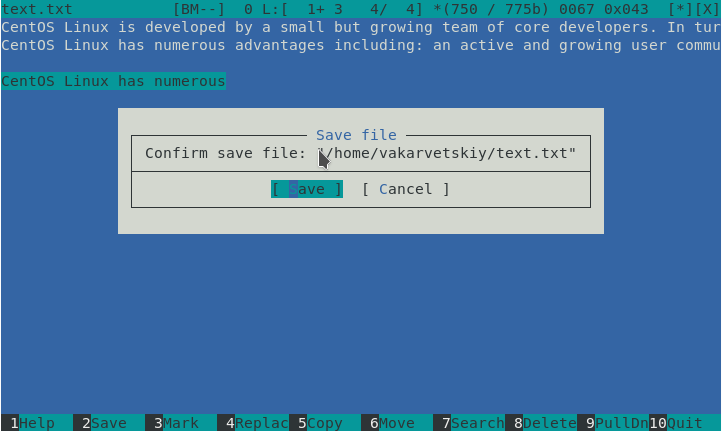 text.txt [BM--] 0 L:[ 1+ 3 4/ 4] *(750 / 775b) 0067 0x043 [*][X]
CentOS Linux is developed by a small but growing team of core developers. In tur
CentOS Linux has numerous advantages including: an active and growing user commu
CentOS Linux has numerous
Save file
Confirm save file: "/home/vakarvetskiy/text.txt"
[ Save ] [ Cancel ]
1Help 2Save 3Mark 4Replac 5Copy 6Move 7Search 8Delete 9PullDn 10Quit